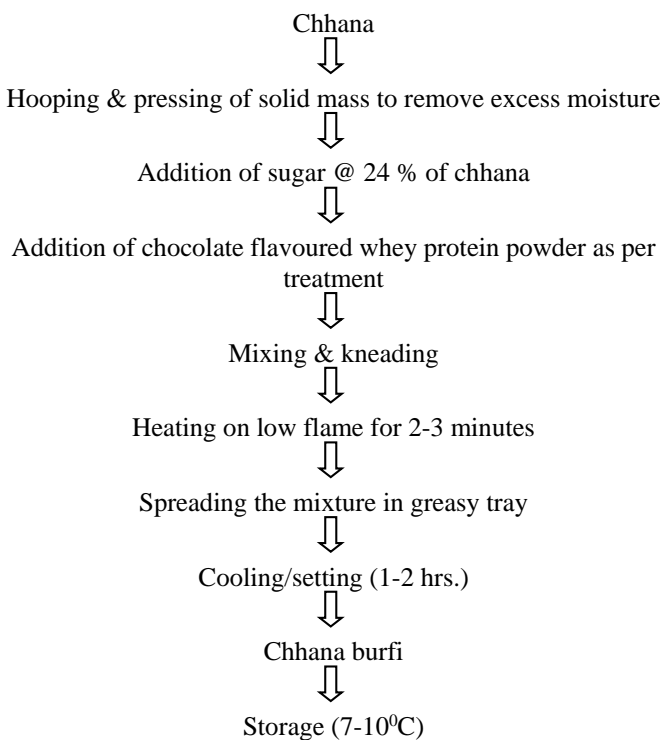 Chhana
Hooping & pressing of solid mass to remove excess moisture
Addition of sugar @ 24 % of chhana
Addition of chocolate flavoured whey protein powder as per
treatment
Mixing & kneading
Heating on low flame for 2-3 minutes
Spreading the mixture in greasy tray
Cooling/setting (1-2 hrs.)
Chhana burfi
Storage (7-10⁰C)